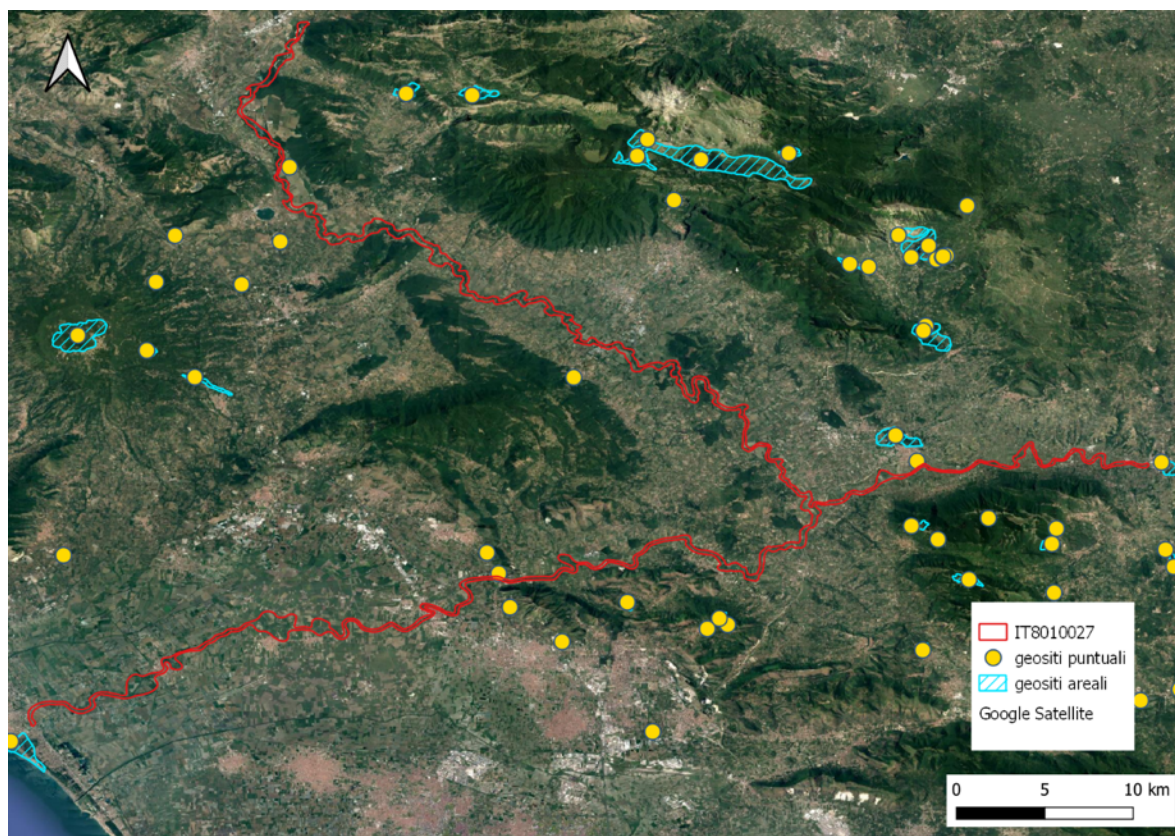 IT8010027
geositi puntuali
geositi areali
Google Satellite
0 5 10 km